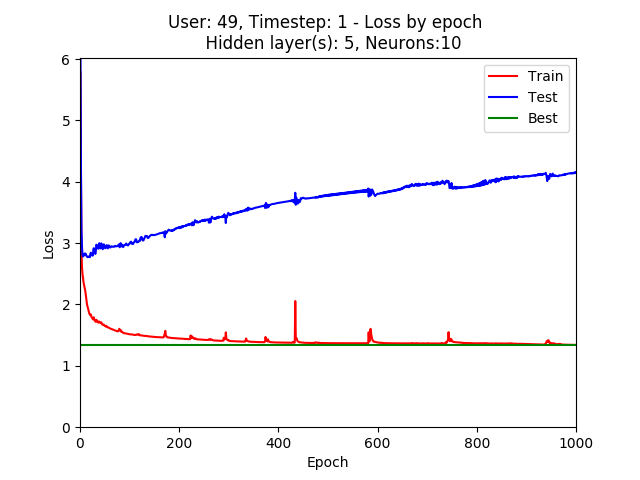 User: 49, Timestep: 1 - Loss by epoch
Hidden layer(s): 5, Neurons:10
6
5
4
3
2
1
0
Loss
Train
Test
Best
0 200 400 600 800 1000
Epoch